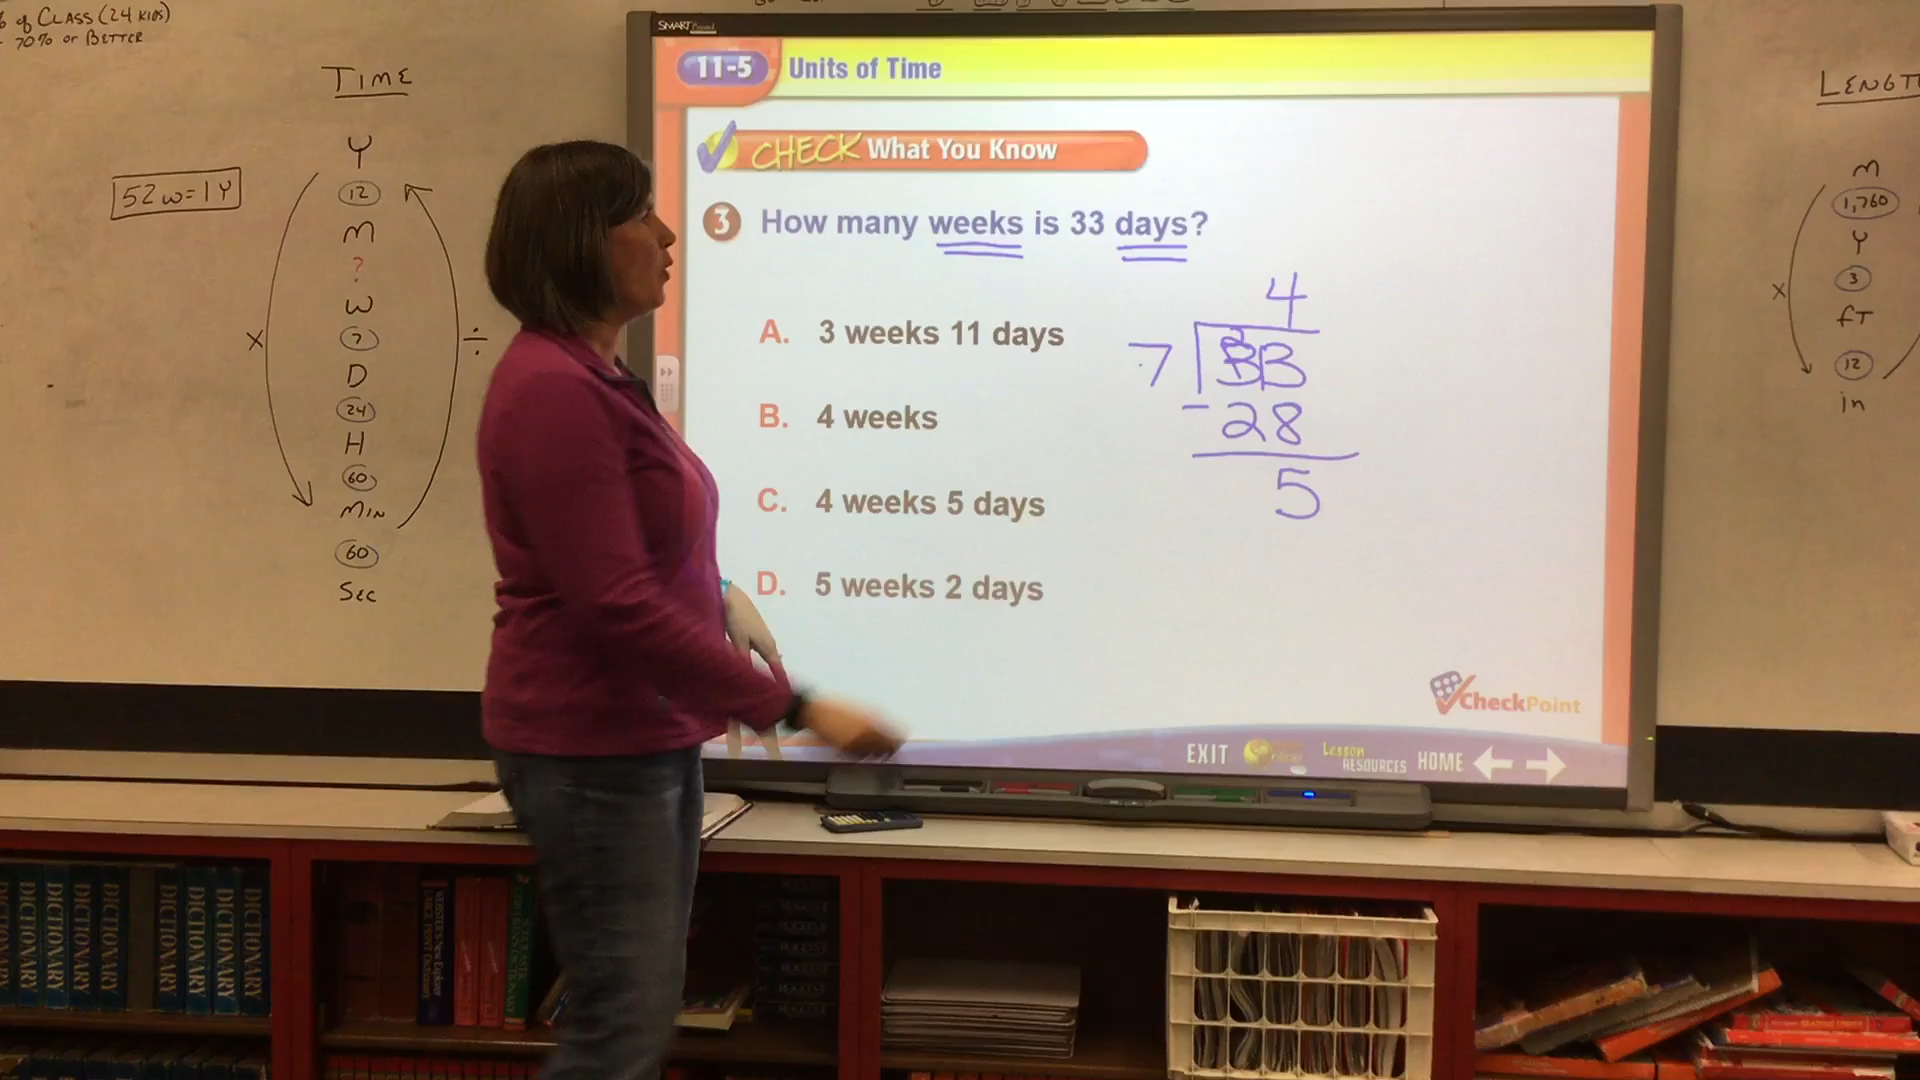 % of CLASS (24 KIDS)
70% or BETTER
TIME
Y
12
M
?
W
7
D
24
H
60
MIN
60
SEC
52w=1Y
X
÷
SMART Board
11-5 Units of Time
CHECK What You Know
3 How many weeks is 33 days?
A. 3 weeks 11 days
B. 4 weeks
C. 4 weeks 5 days
D. 5 weeks 2 days
4
7 33
2
- 28
5
CheckPoint
EXIT
Lesson
RESOURCES
HOME
LENGTH
M
1,760
Y
3
X
fT
12
in
DICTIONARY
DICTIONARY
DICTIONARY
DICTIONARY
DICTIONARY
DICTIONARY
DICTIONARY
DICTIONARY